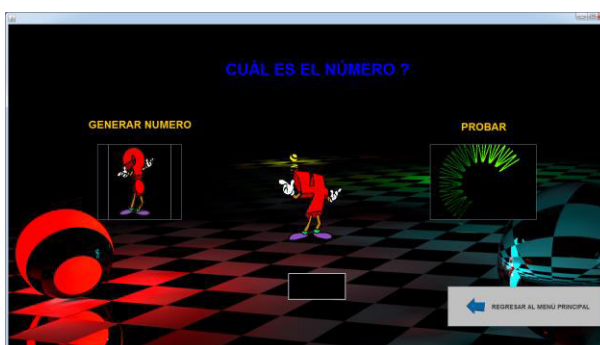 CUÁL ES EL NÚMERO ?
GENERAR NUMERO
PROBAR
REGRESAR AL MENÚ PRINCIPAL